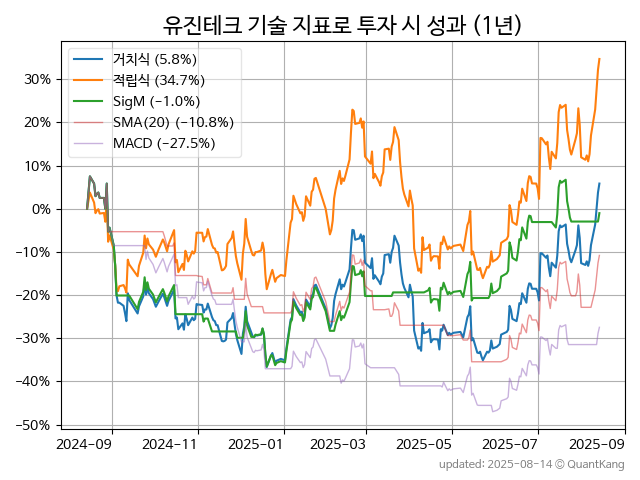 유진테크 기술 지표로 투자 시 성과 (1년)
거치식 (5.8%)
적립식 (34.7%)
SigM (−1.0%)
SMA(20) (−10.8%)
MACD (−27.5%)
30%
20%
10%
0%
−10%
−20%
−30%
−40%
−50%
2024-09 2024-11 2025-01 2025-03 2025-05 2025-07 2025-09
updated: 2025-08-14 © QuantKang